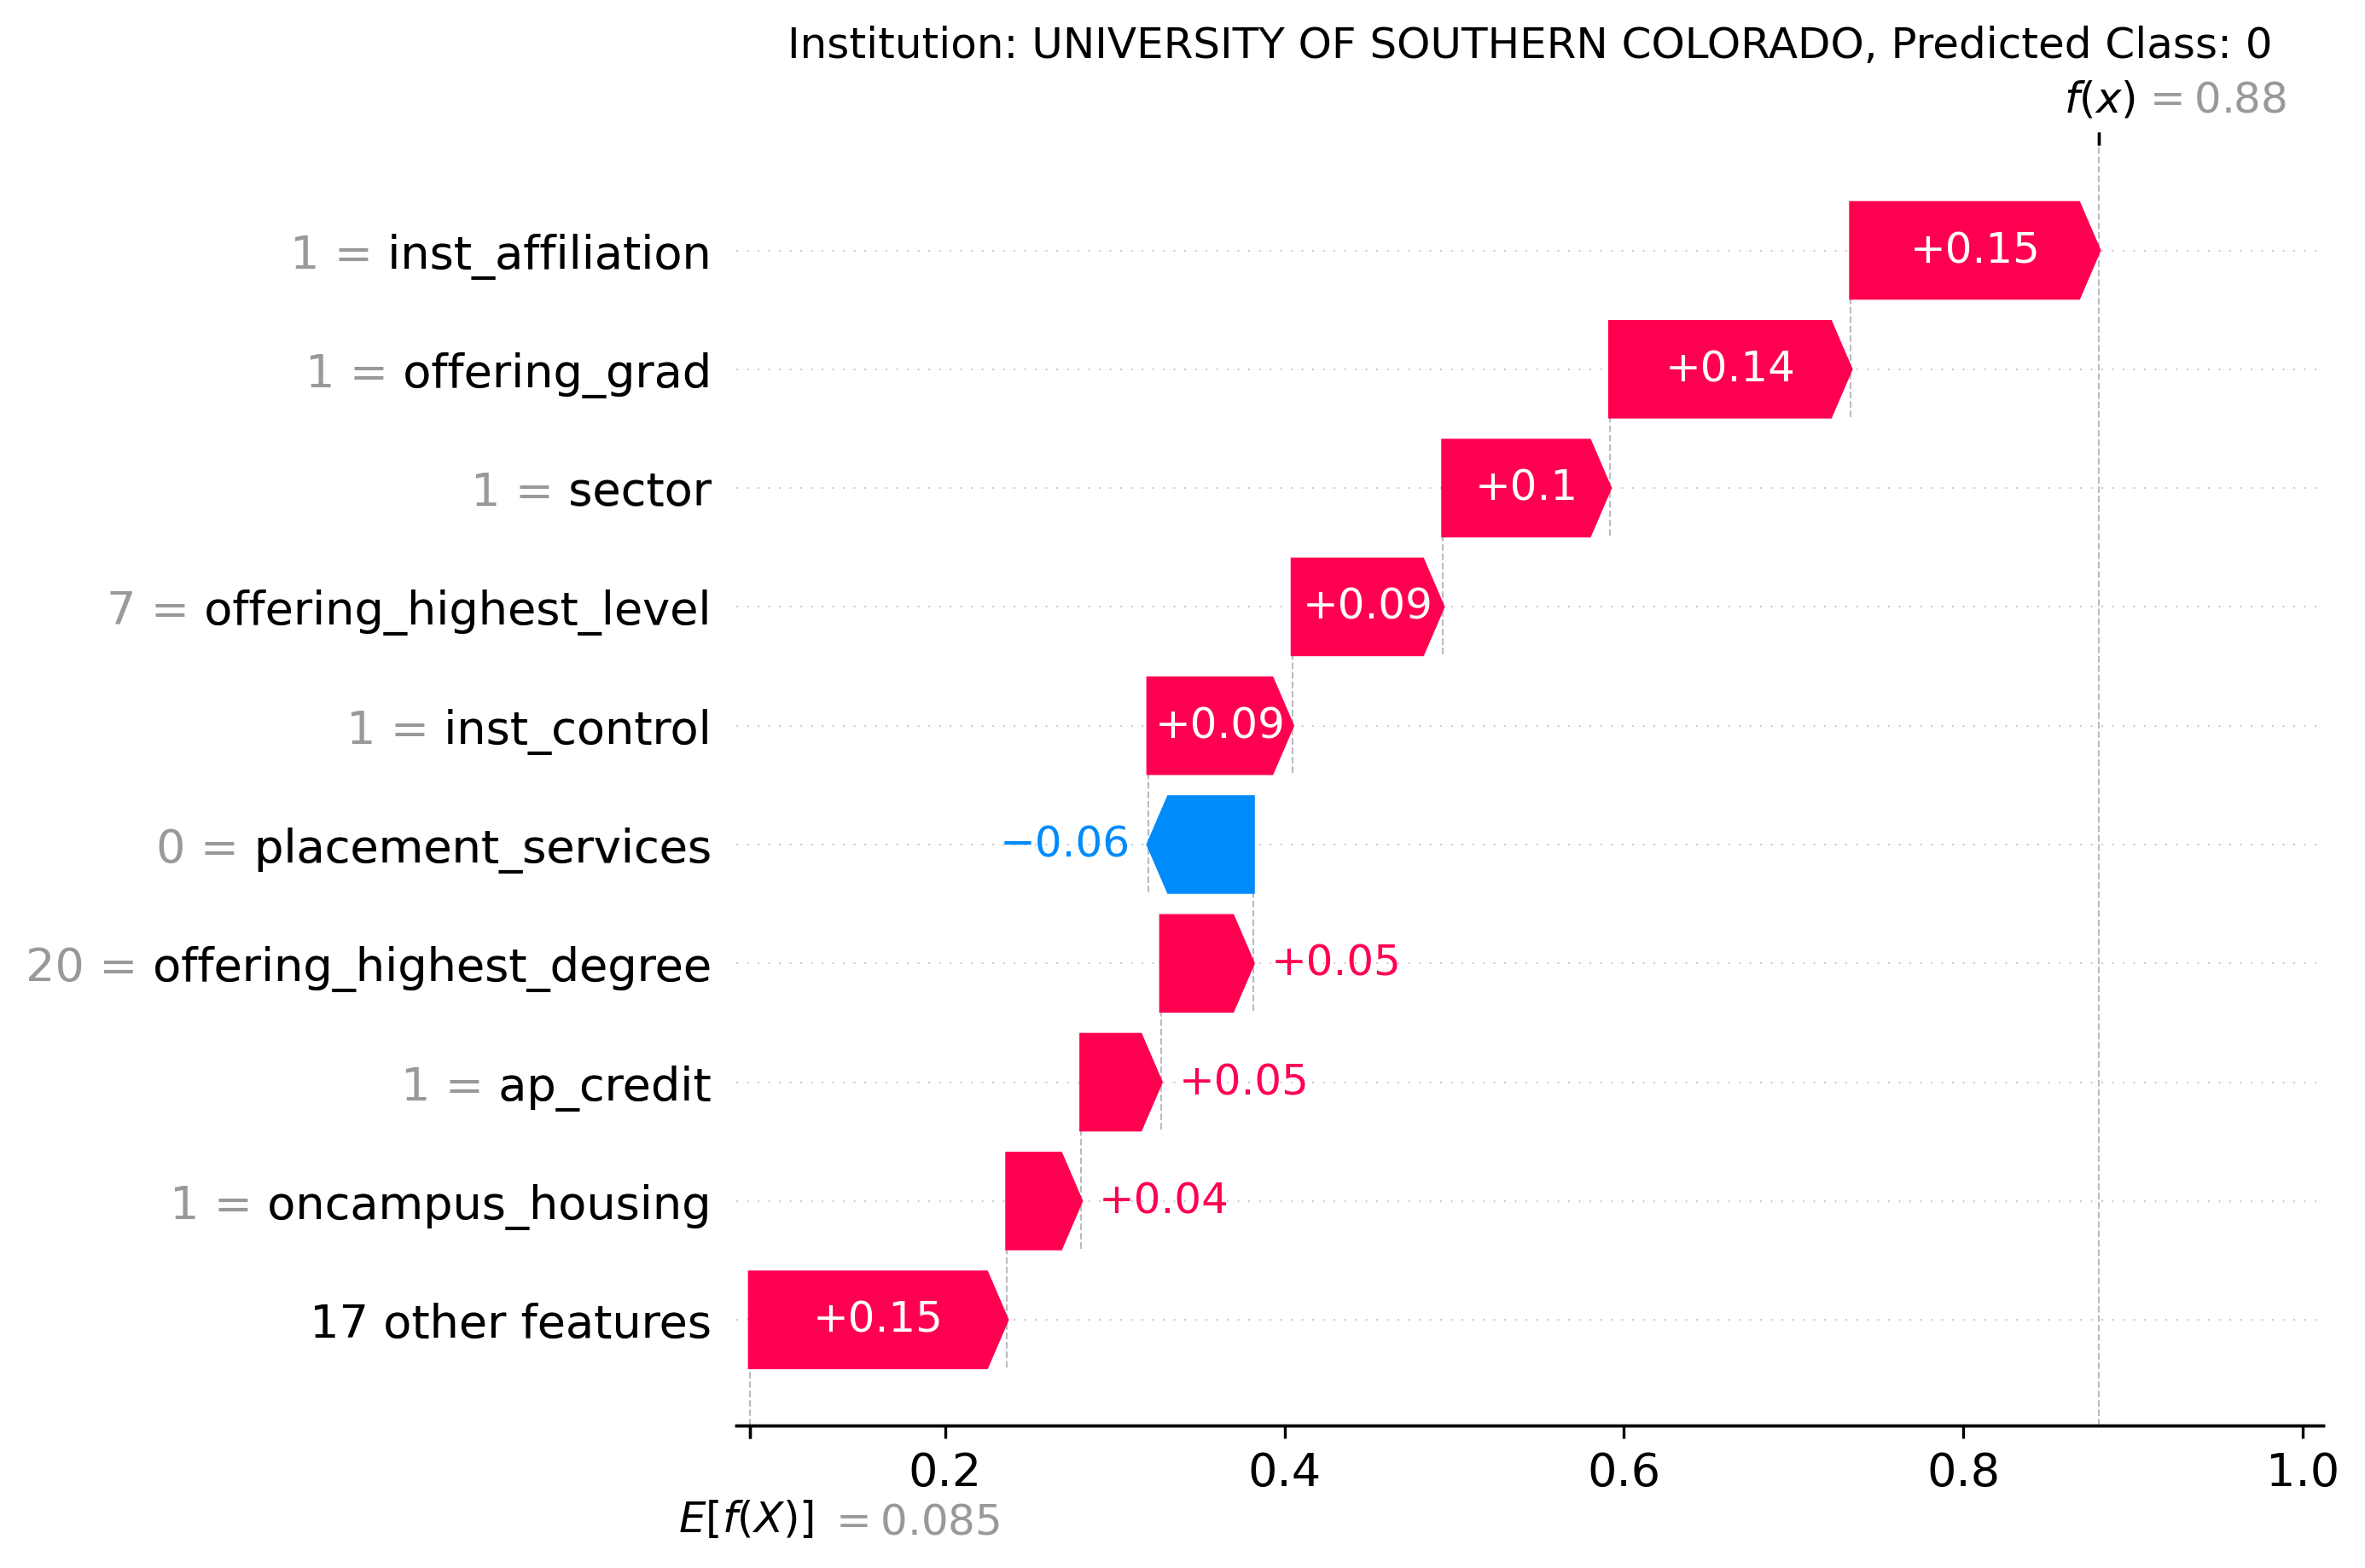 Institution: UNIVERSITY OF SOUTHERN COLORADO, Predicted Class: 0
f(x) = 0.88
1 = inst_affiliation +0.15
1 = offering_grad +0.14
1 = sector +0.1
7 = offering_highest_level +0.09
1 = inst_control +0.09
0 = placement_services −0.06
20 = offering_highest_degree +0.05
1 = ap_credit +0.05
1 = oncampus_housing +0.04
17 other features +0.15
0.2 0.4 0.6 0.8 1.0
E[f(X)] = 0.085